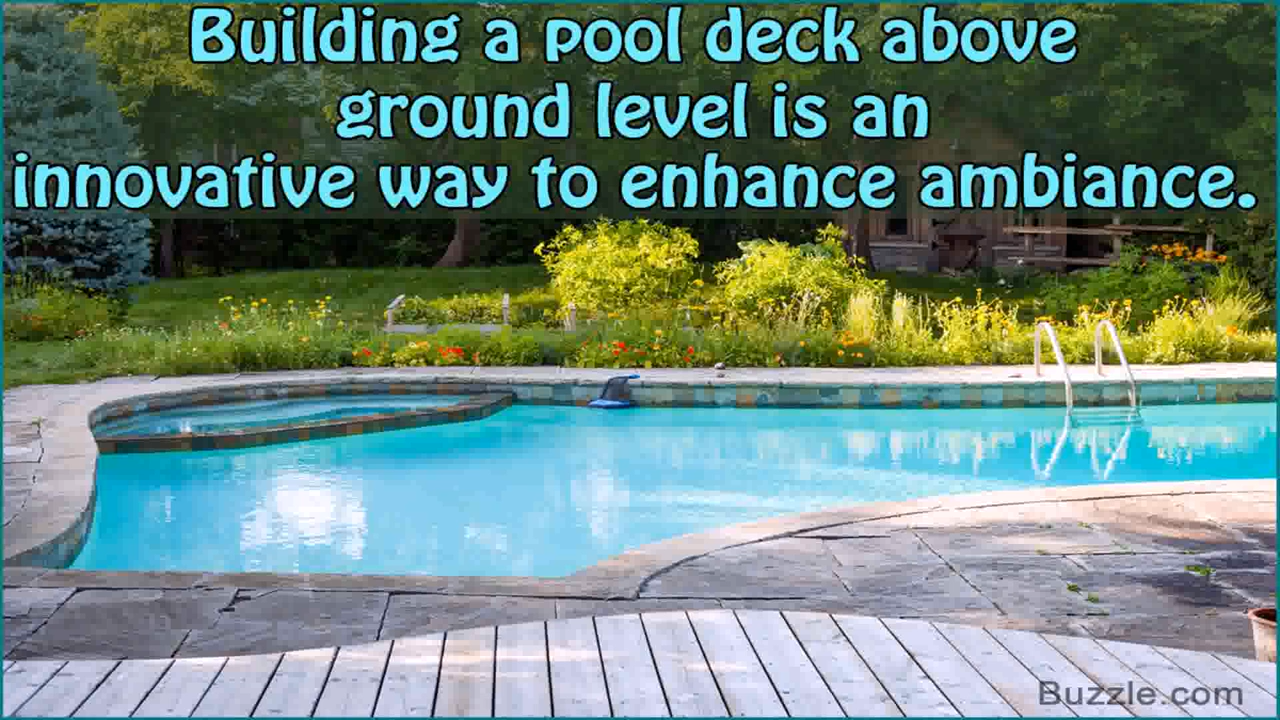 Building a pool deck above
ground level is an
innovative way to enhance ambiance.
Buzzle.com